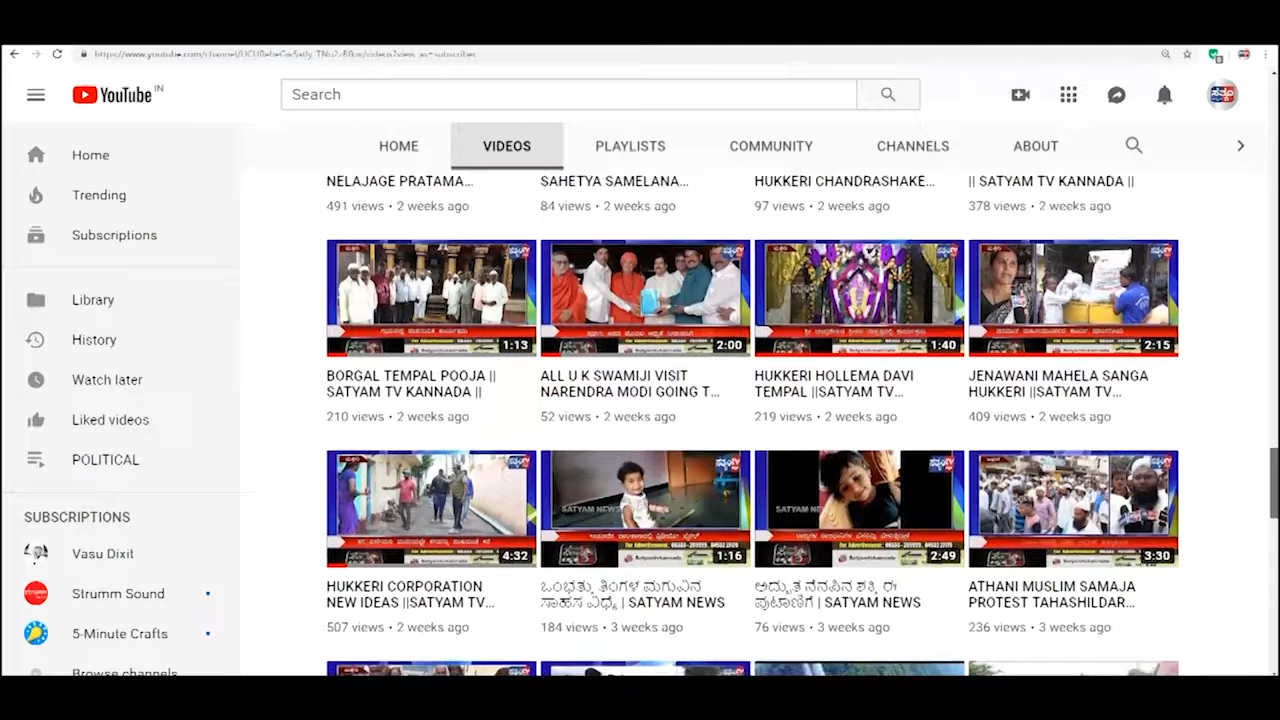 YouTube IN
Search
HOME VIDEOS PLAYLISTS COMMUNITY CHANNELS ABOUT
Home
Trending
Subscriptions
Library
History
Watch later
Liked videos
POLITICAL
SUBSCRIPTIONS
Vasu Dixit
Strumm Sound
5-Minute Crafts
Browse channels
NELAJAGE PRATAMA...
491 views • 2 weeks ago
SAHETYA SAMELANA...
84 views • 2 weeks ago
HUKKERI CHANDRASHAKE...
97 views • 2 weeks ago
|| SATYAM TV KANNADA ||
378 views • 2 weeks ago
1:13
BORGAL TEMPAL POOJA ||
SATYAM TV KANNADA ||
210 views • 2 weeks ago
2:00
ALL U K SWAMIJI VISIT
NARENDRA MODI GOING T...
52 views • 2 weeks ago
1:40
HUKKERI HOLLEMA DAVI
TEMPAL ||SATYAM TV...
219 views • 2 weeks ago
2:15
JENAWANI MAHELA SANGA
HUKKERI ||SATYAM TV...
409 views • 2 weeks ago
4:32
HUKKERI CORPORATION
NEW IDEAS ||SATYAM TV...
507 views • 2 weeks ago
SATYAM NEWS
1:16
ಒಂಭತ್ತು ತಿಂಗಳ ಮಗುವಿನ
ಸಾಹಸ ವಿಧ್ಯೆ | SATYAM NEWS
184 views • 3 weeks ago
SATYAM NEWS
2:49
ಅದ್ಭುತ ನೆನಪಿನ ಶಕ್ತಿ ಈ
ಪುಟಾಣಿಗೆ | SATYAM NEWS
76 views • 3 weeks ago
3:30
ATHANI MUSLIM SAMAJA
PROTEST TAHASHILDAR...
236 views • 3 weeks ago